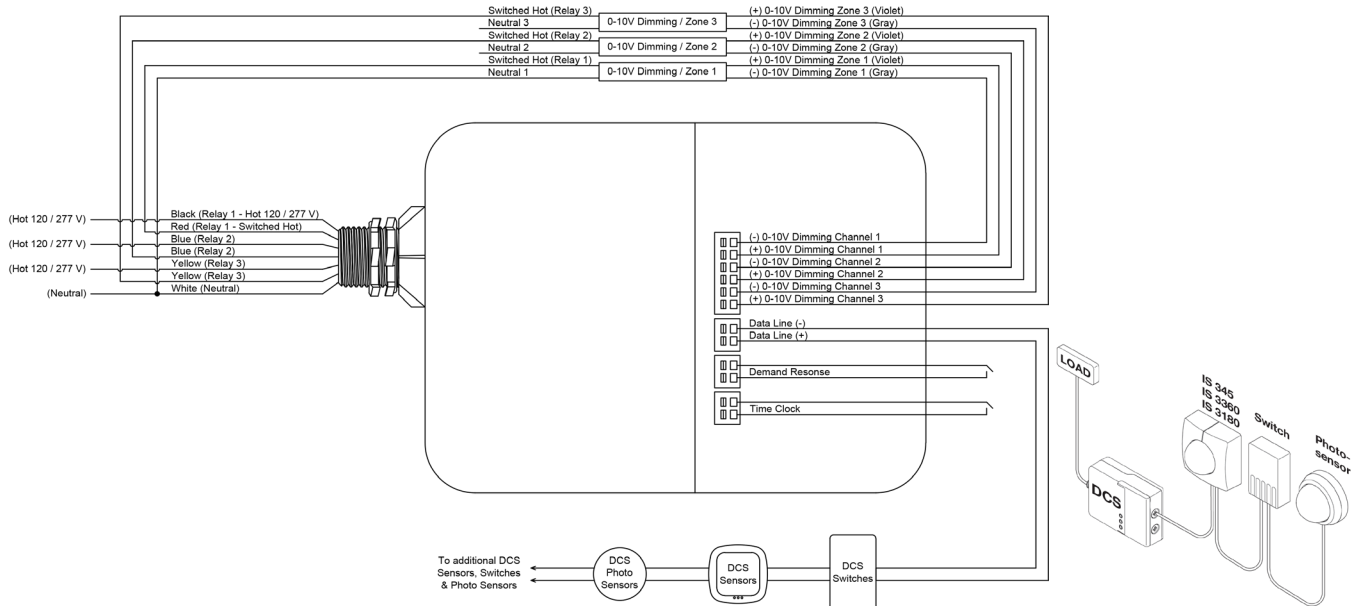 Switched Hot (Relay 3)
Neutral 3
0-10V Dimming / Zone 3
(+) 0-10V Dimming Zone 3 (Violet)
(-) 0-10V Dimming Zone 3 (Gray)
Switched Hot (Relay 2)
Neutral 2
0-10V Dimming / Zone 2
(+) 0-10V Dimming Zone 2 (Violet)
(-) 0-10V Dimming Zone 2 (Gray)
Switched Hot (Relay 1)
Neutral 1
0-10V Dimming / Zone 1
(+) 0-10V Dimming Zone 1 (Violet)
(-) 0-10V Dimming Zone 1 (Gray)
(Hot 120 / 277 V)
(Hot 120 / 277 V)
(Hot 120 / 277 V)
(Neutral)
Black (Relay 1 - Hot 120 / 277 V)
Red (Relay 1 - Switched Hot)
Blue (Relay 2)
Blue (Relay 2)
Yellow (Relay 3)
Yellow (Relay 3)
White (Neutral)
(-) 0-10V Dimming Channel 1
(+) 0-10V Dimming Channel 1
(-) 0-10V Dimming Channel 2
(+) 0-10V Dimming Channel 2
(-) 0-10V Dimming Channel 3
(+) 0-10V Dimming Channel 3
Data Line (-)
Data Line (+)
Demand Resonse
Time Clock
LOAD
DCS
IS 345
IS 3360
IS 3180
Switch
Photo-
sensor
To additional DCS
Sensors, Switches
& Photo Sensors
DCS
Photo
Sensors
DCS
Sensors
DCS
Switches